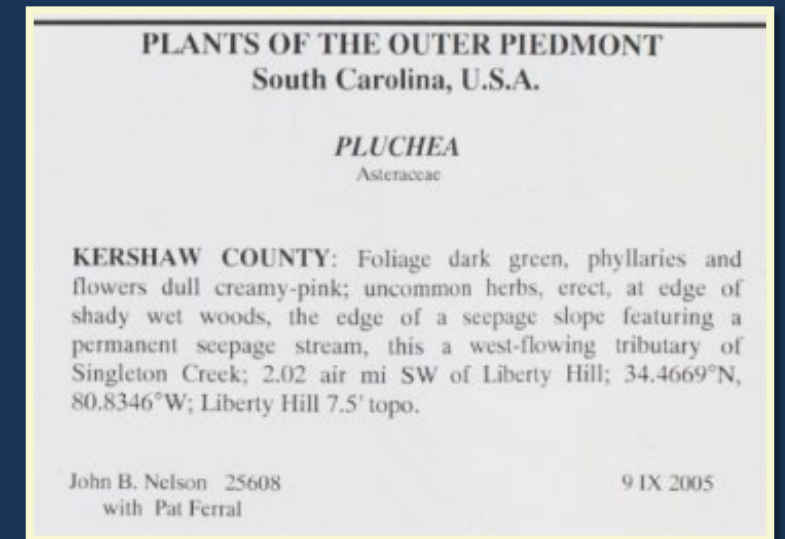 PLANTS OF THE OUTER PIEDMONT
South Carolina, U.S.A.
PLUCHEA
Asteraceae
KERSHAW COUNTY: Foliage dark green, phyllaries and
flowers dull creamy-pink; uncommon herbs, erect, at edge of
shady wet woods, the edge of a seepage slope featuring a
permanent seepage stream, this a west-flowing tributary of
Singleton Creek; 2.02 air mi SW of Liberty Hill; 34.4669°N,
80.8346°W; Liberty Hill 7.5' topo.
John B. Nelson 25608 9 IX 2005
with Pat Ferral